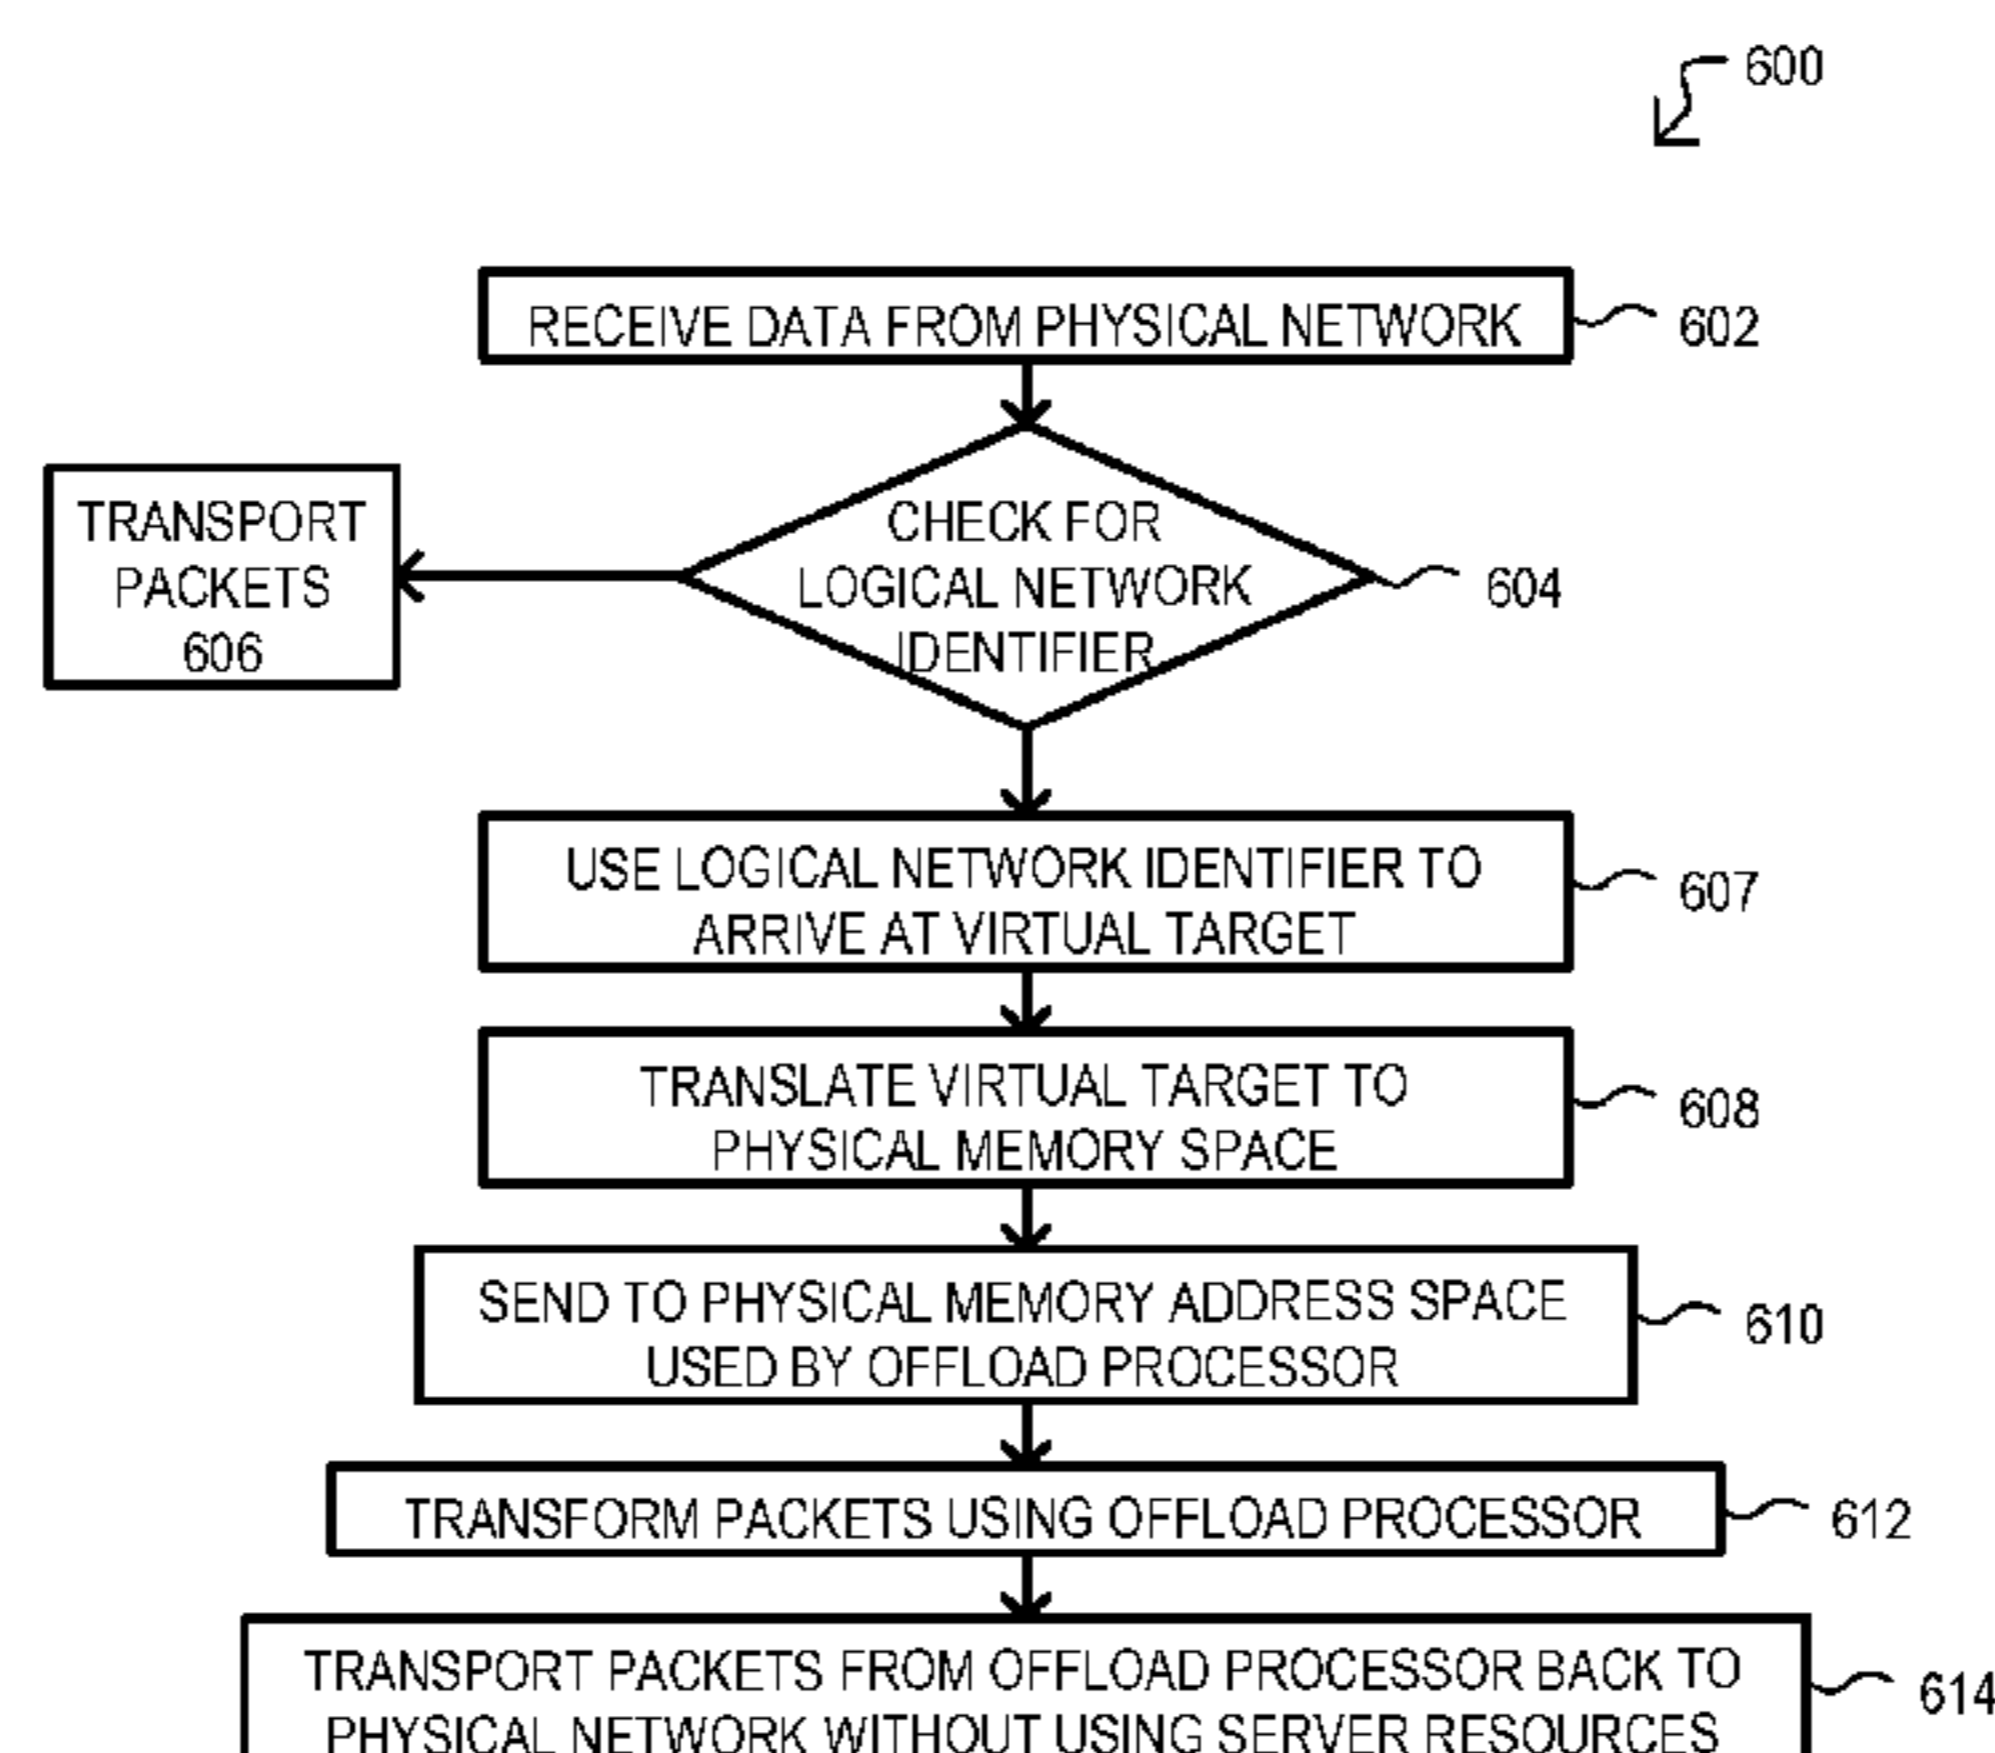 600
RECEIVE DATA FROM PHYSICAL NETWORK
602
CHECK FOR
LOGICAL NETWORK
IDENTIFIER
604
TRANSPORT
PACKETS
606
USE LOGICAL NETWORK IDENTIFIER TO
ARRIVE AT VIRTUAL TARGET
607
TRANSLATE VIRTUAL TARGET TO
PHYSICAL MEMORY SPACE
608
SEND TO PHYSICAL MEMORY ADDRESS SPACE
USED BY OFFLOAD PROCESSOR
610
TRANSFORM PACKETS USING OFFLOAD PROCESSOR
612
TRANSPORT PACKETS FROM OFFLOAD PROCESSOR BACK TO
PHYSICAL NETWORK WITHOUT USING SERVER RESOURCES
614